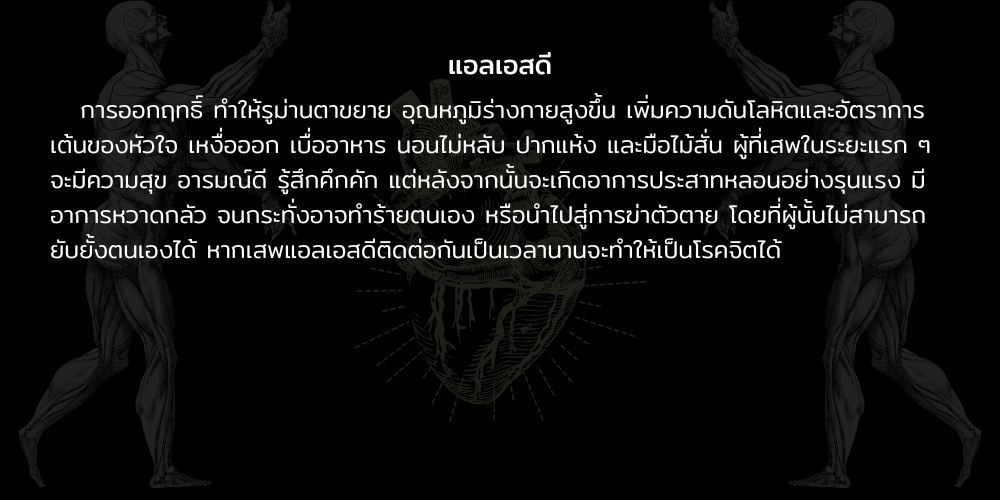 แอลเอสดี
การออกฤทธิ์ ทำให้รูม่านตาขยาย อุณหภูมิร่างกายสูงขึ้น เพิ่มความดันโลหิตและอัตราการ
เต้นของหัวใจ เหงื่อออก เบื่ออาหาร นอนไม่หลับ ปากแห้ง และมือไม้สั่น ผู้ที่เสพในระยะแรก ๆ
จะมีความสุข อารมณ์ดี รู้สึกคึกคัก แต่หลังจากนั้นจะเกิดอาการประสาทหลอนอย่างรุนแรง มี
อาการหวาดกลัว จนกระทั่งอาจทำร้ายตนเอง หรือนำไปสู่การฆ่าตัวตาย โดยที่ผู้นั้นไม่สามารถ
ยับยั้งตนเองได้ หากเสพแอลเอสดีติดต่อกันเป็นเวลานานจะทำให้เป็นโรคจิตได้